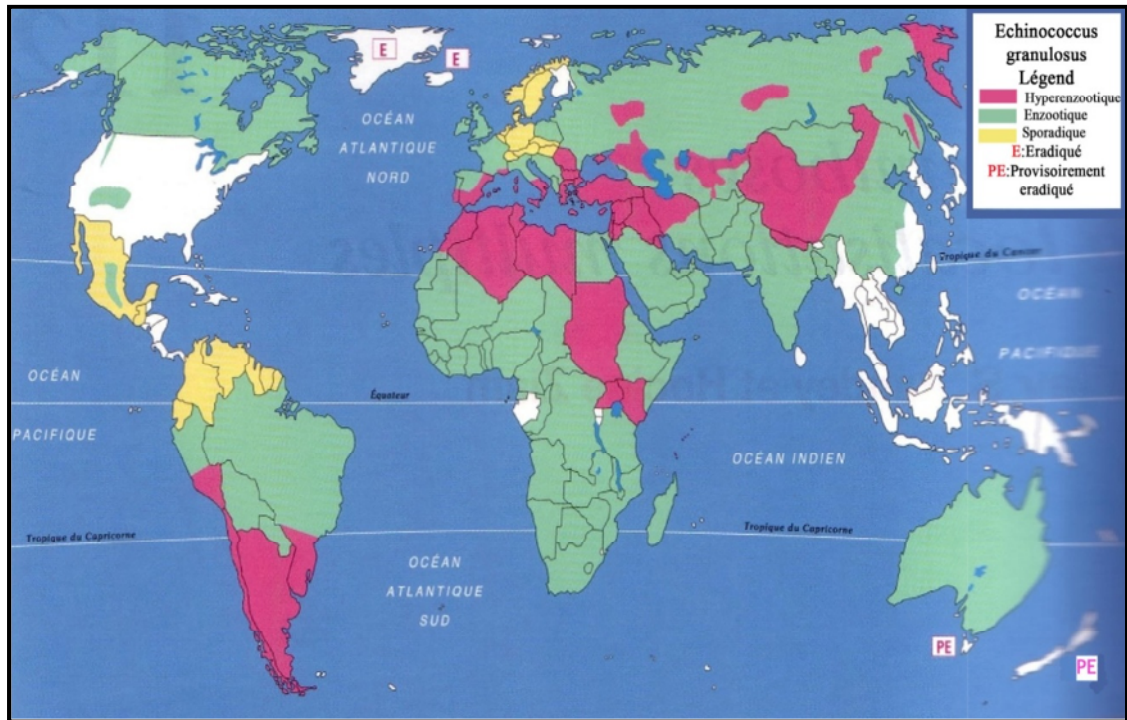 Echinococcus
granulosus
Légend
Hyperenzootique
Enzootique
Sporadique
E:Eradiqué
PE:Provisoirement
eradiqué
E
E
OCÉAN
ATLANTIQUE
NORD
Tropique du Cancer
OCÉAN
PACIFIQUE
OCÉAN
PACIFIQUE
Équateur
OCÉAN INDIEN
Tropique du Capricorne
Tropique du Capricorne
OCÉAN
ATLANTIQUE
SUD
PE
PE